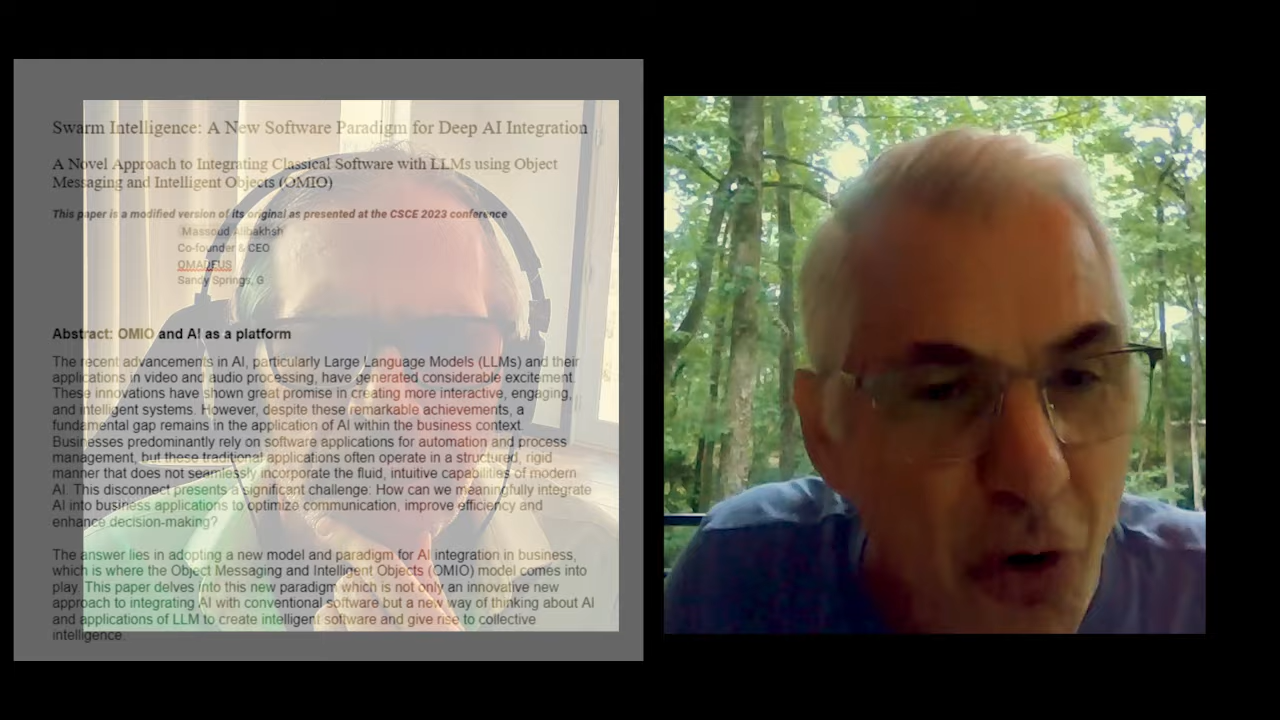 Swarm Intelligence: A New Software Paradigm for Deep AI Integration
A Novel Approach to Integrating Classical Software with LLMs using Object
Messaging and Intelligent Objects (OMIO)
This paper is a modified version of its original as presented at the CSCE 2023 conference
Massoud Alibakhsh
Co-founder & CEO
OMADEUS
Sandy Springs, G
Abstract: OMIO and AI as a platform
The recent advancements in AI, particularly Large Language Models (LLMs) and their
applications in video and audio processing, have generated considerable excitement.
These innovations have shown great promise in creating more interactive, engaging,
and intelligent systems. However, despite these remarkable achievements, a
fundamental gap remains in the application of AI within the business context.
Businesses predominantly rely on software applications for automation and process
management, but these traditional applications often operate in a structured, rigid
manner that does not seamlessly incorporate the fluid, intuitive capabilities of modern
AI. This disconnect presents a significant challenge: How can we meaningfully integrate
AI into business applications to optimize communication, improve efficiency and
enhance decision-making?
The answer lies in adopting a new model and paradigm for AI integration in business,
which is where the Object Messaging and Intelligent Objects (OMIO) model comes into
play. This paper delves into this new paradigm which is not only an innovative new
approach to integrating AI with conventional software but a new way of thinking about AI
and applications of LLM to create intelligent software and give rise to collective
intelligence.